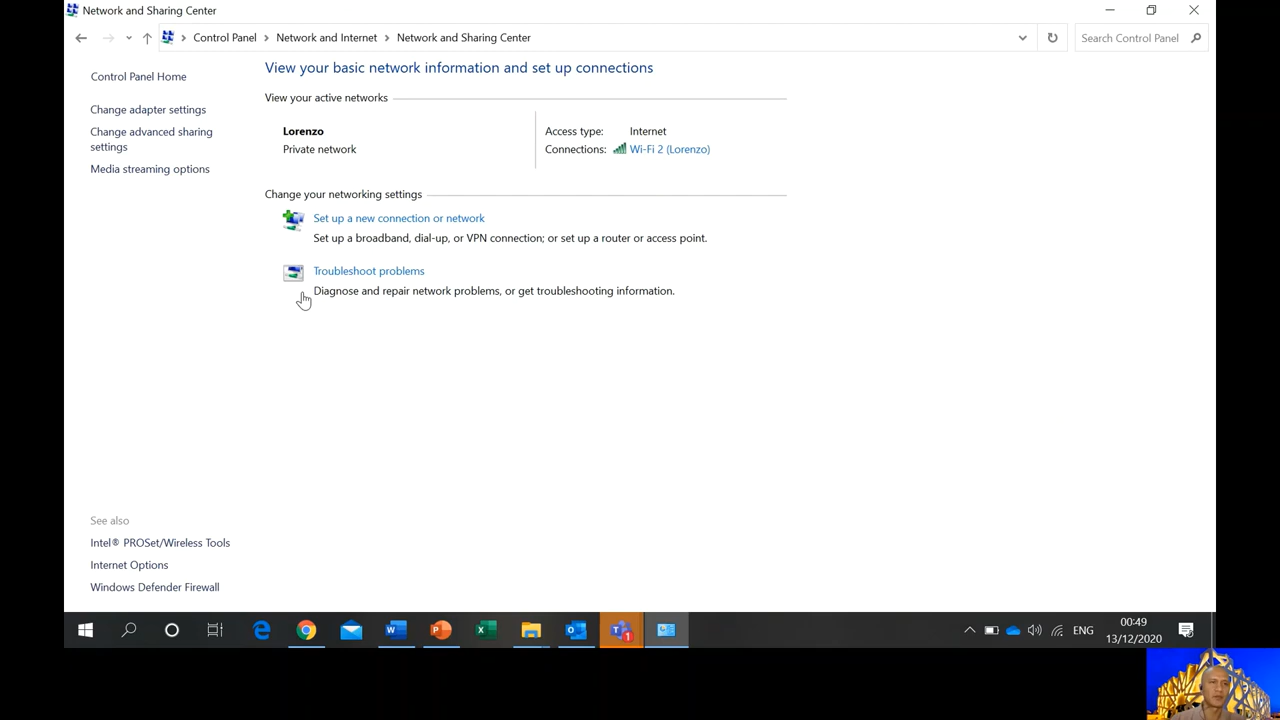 Network and Sharing Center
Control Panel > Network and Internet > Network and Sharing Center
Search Control Panel
Control Panel Home
Change adapter settings
Change advanced sharing
settings
Media streaming options
View your basic network information and set up connections
View your active networks
Lorenzo
Private network
Access type: Internet
Connections: Wi-Fi 2 (Lorenzo)
Change your networking settings
Set up a new connection or network
Set up a broadband, dial-up, or VPN connection; or set up a router or access point.
Troubleshoot problems
Diagnose and repair network problems, or get troubleshooting information.
See also
Intel® PROSet/Wireless Tools
Internet Options
Windows Defender Firewall
ENG
00:49
13/12/2020